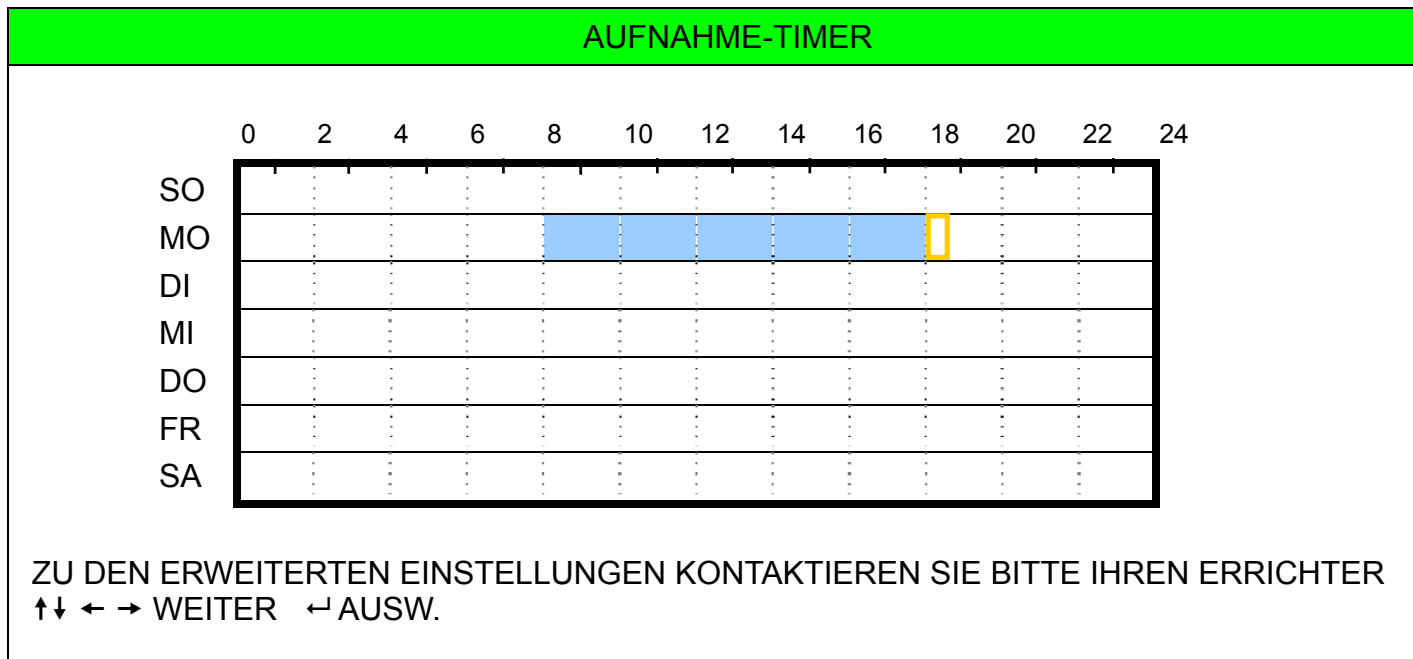 AUFNAHME-TIMER
0 2 4 6 8 10 12 14 16 18 20 22 24
SO
MO
DI
MI
DO
FR
SA
ZU DEN ERWEITERTEN EINSTELLUNGEN KONTAKTIEREN SIE BITTE IHREN ERRICHTER
↑↓ ← → WEITER ↵ AUSW.